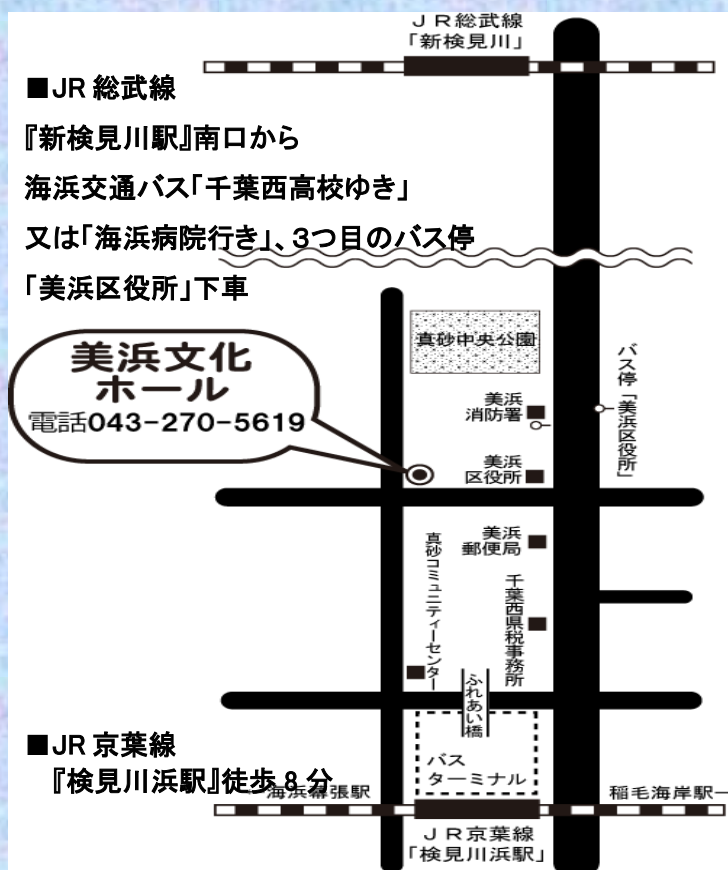 JR総武線
「新検見川」
■JR 総武線
『新検見川駅』南口から
海浜交通バス「千葉西高校ゆき」
又は「海浜病院行き」、3つ目のバス停
「美浜区役所」下車
真砂中央公園
バス停「美浜区役所」
美浜文化
ホール
電話043-270-5619
美浜
消防署
美浜
区役所
美浜
郵便局
真砂コミュニティーセンター
千葉西県税事務所
ふれあい橋
■JR 京葉線
『検見川浜駅』徒歩 8 分
バス
ターミナル
海浜幕張駅
稲毛海岸駅
JR京葉線
「検見川浜駅」